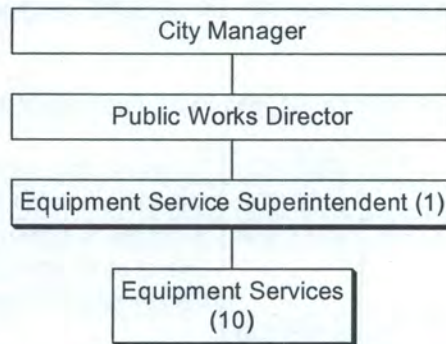 City Manager
Public Works Director
Equipment Service Superintendent (1)
Equipment Services
(10)